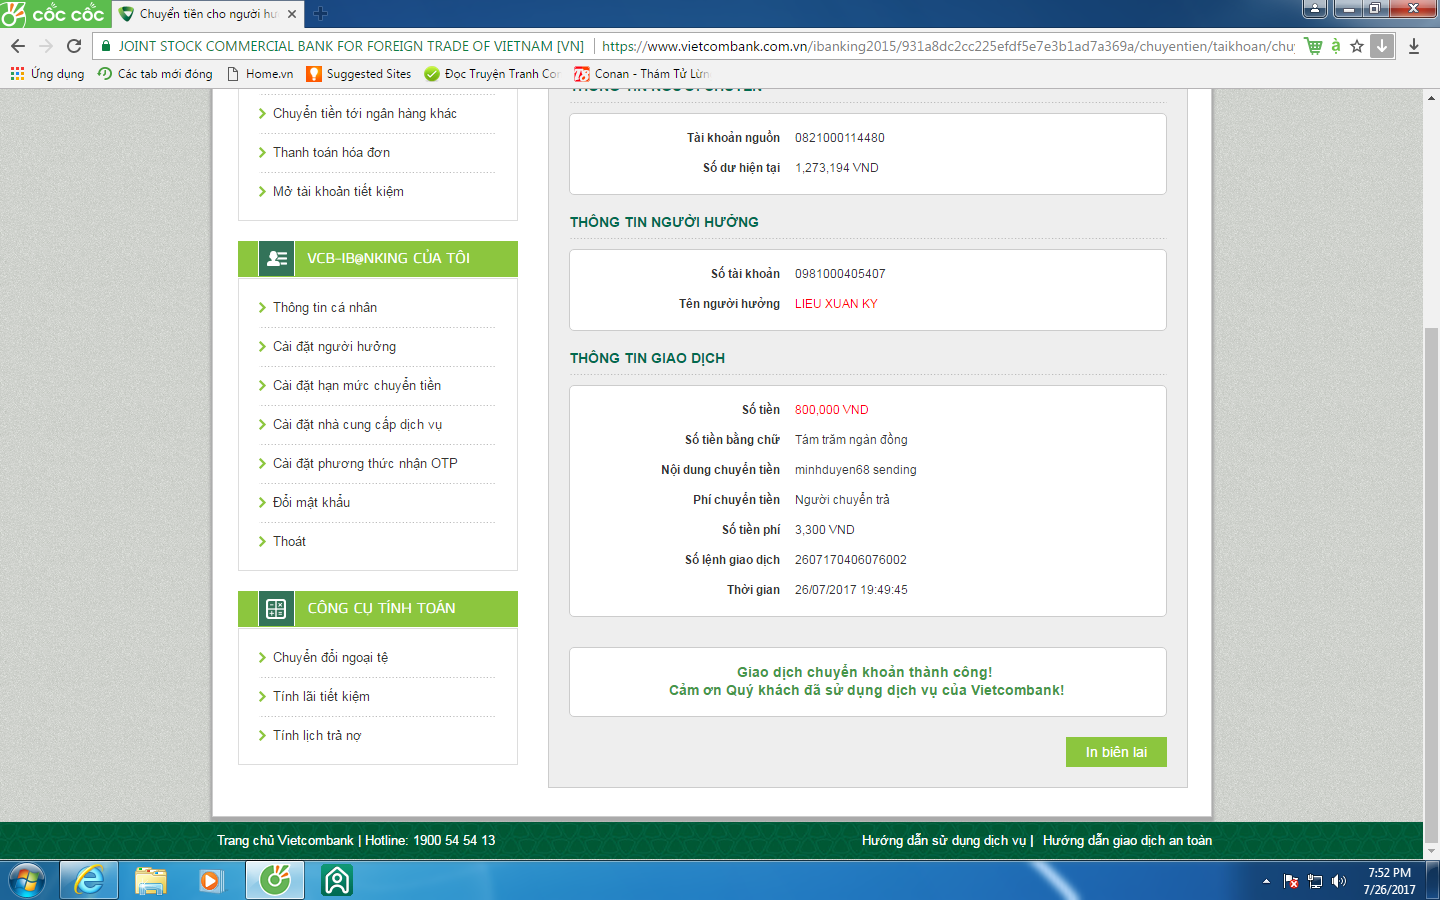 cốc cốc
Chuyển tiền cho người hư
JOINT STOCK COMMERCIAL BANK FOR FOREIGN TRADE OF VIETNAM [VN]
https://www.vietcombank.com.vn/ibanking2015/931a8dc2cc225efdf5e7e3b1ad7a369a/chuyentien/taikhoan/chuy
Ứng dụng
Các tab mới đóng
Home.vn
Suggested Sites
Đọc Truyện Tranh Con
Conan - Thám Tử Lừn
Chuyển tiền tới ngân hàng khác
Thanh toán hóa đơn
Mở tài khoản tiết kiệm
VCB-IB@NKING CỦA TÔI
Thông tin cá nhân
Cài đặt người hưởng
Cài đặt hạn mức chuyển tiền
Cài đặt nhà cung cấp dịch vụ
Cài đặt phương thức nhận OTP
Đổi mật khẩu
Thoát
CÔNG CỤ TÍNH TOÁN
Chuyển đổi ngoại tệ
Tính lãi tiết kiệm
Tính lịch trả nợ
THÔNG TIN NGƯỜI CHUYỂN
Tài khoản nguồn 0821000114480
Số dư hiện tại 1,273,194 VND
THÔNG TIN NGƯỜI HƯỞNG
Số tài khoản 0981000405407
Tên người hưởng LIEU XUAN KY
THÔNG TIN GIAO DỊCH
Số tiền 800,000 VND
Số tiền bằng chữ Tám trăm ngàn đồng
Nội dung chuyển tiền minhduyen68 sending
Phí chuyển tiền Người chuyển trả
Số tiền phí 3,300 VND
Số lệnh giao dịch 2607170406076002
Thời gian 26/07/2017 19:49:45
Giao dịch chuyển khoản thành công!
Cảm ơn Quý khách đã sử dụng dịch vụ của Vietcombank!
In biên lai
Trang chủ Vietcombank | Hotline: 1900 54 54 13
Hướng dẫn sử dụng dịch vụ | Hướng dẫn giao dịch an toàn
7:52 PM
7/26/2017